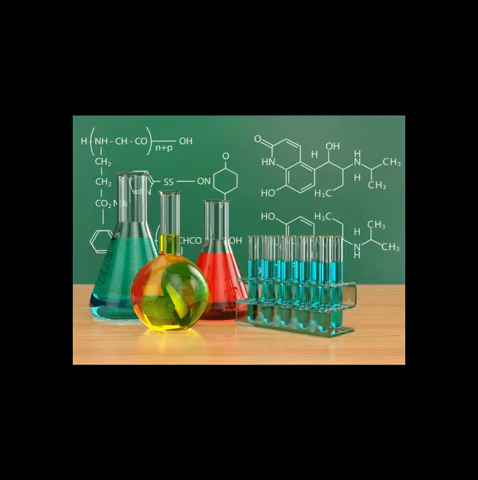 H-(NH-CH-CO)n+p-OH
CH₂
CH₂
CO₂
SS-ON
O
CHCO
OH
O
HN
HO
H
OH
H
N
H
CH₃
CH₃
H₃C
HO
H₃C
H
N
H
CH₃
CH₃